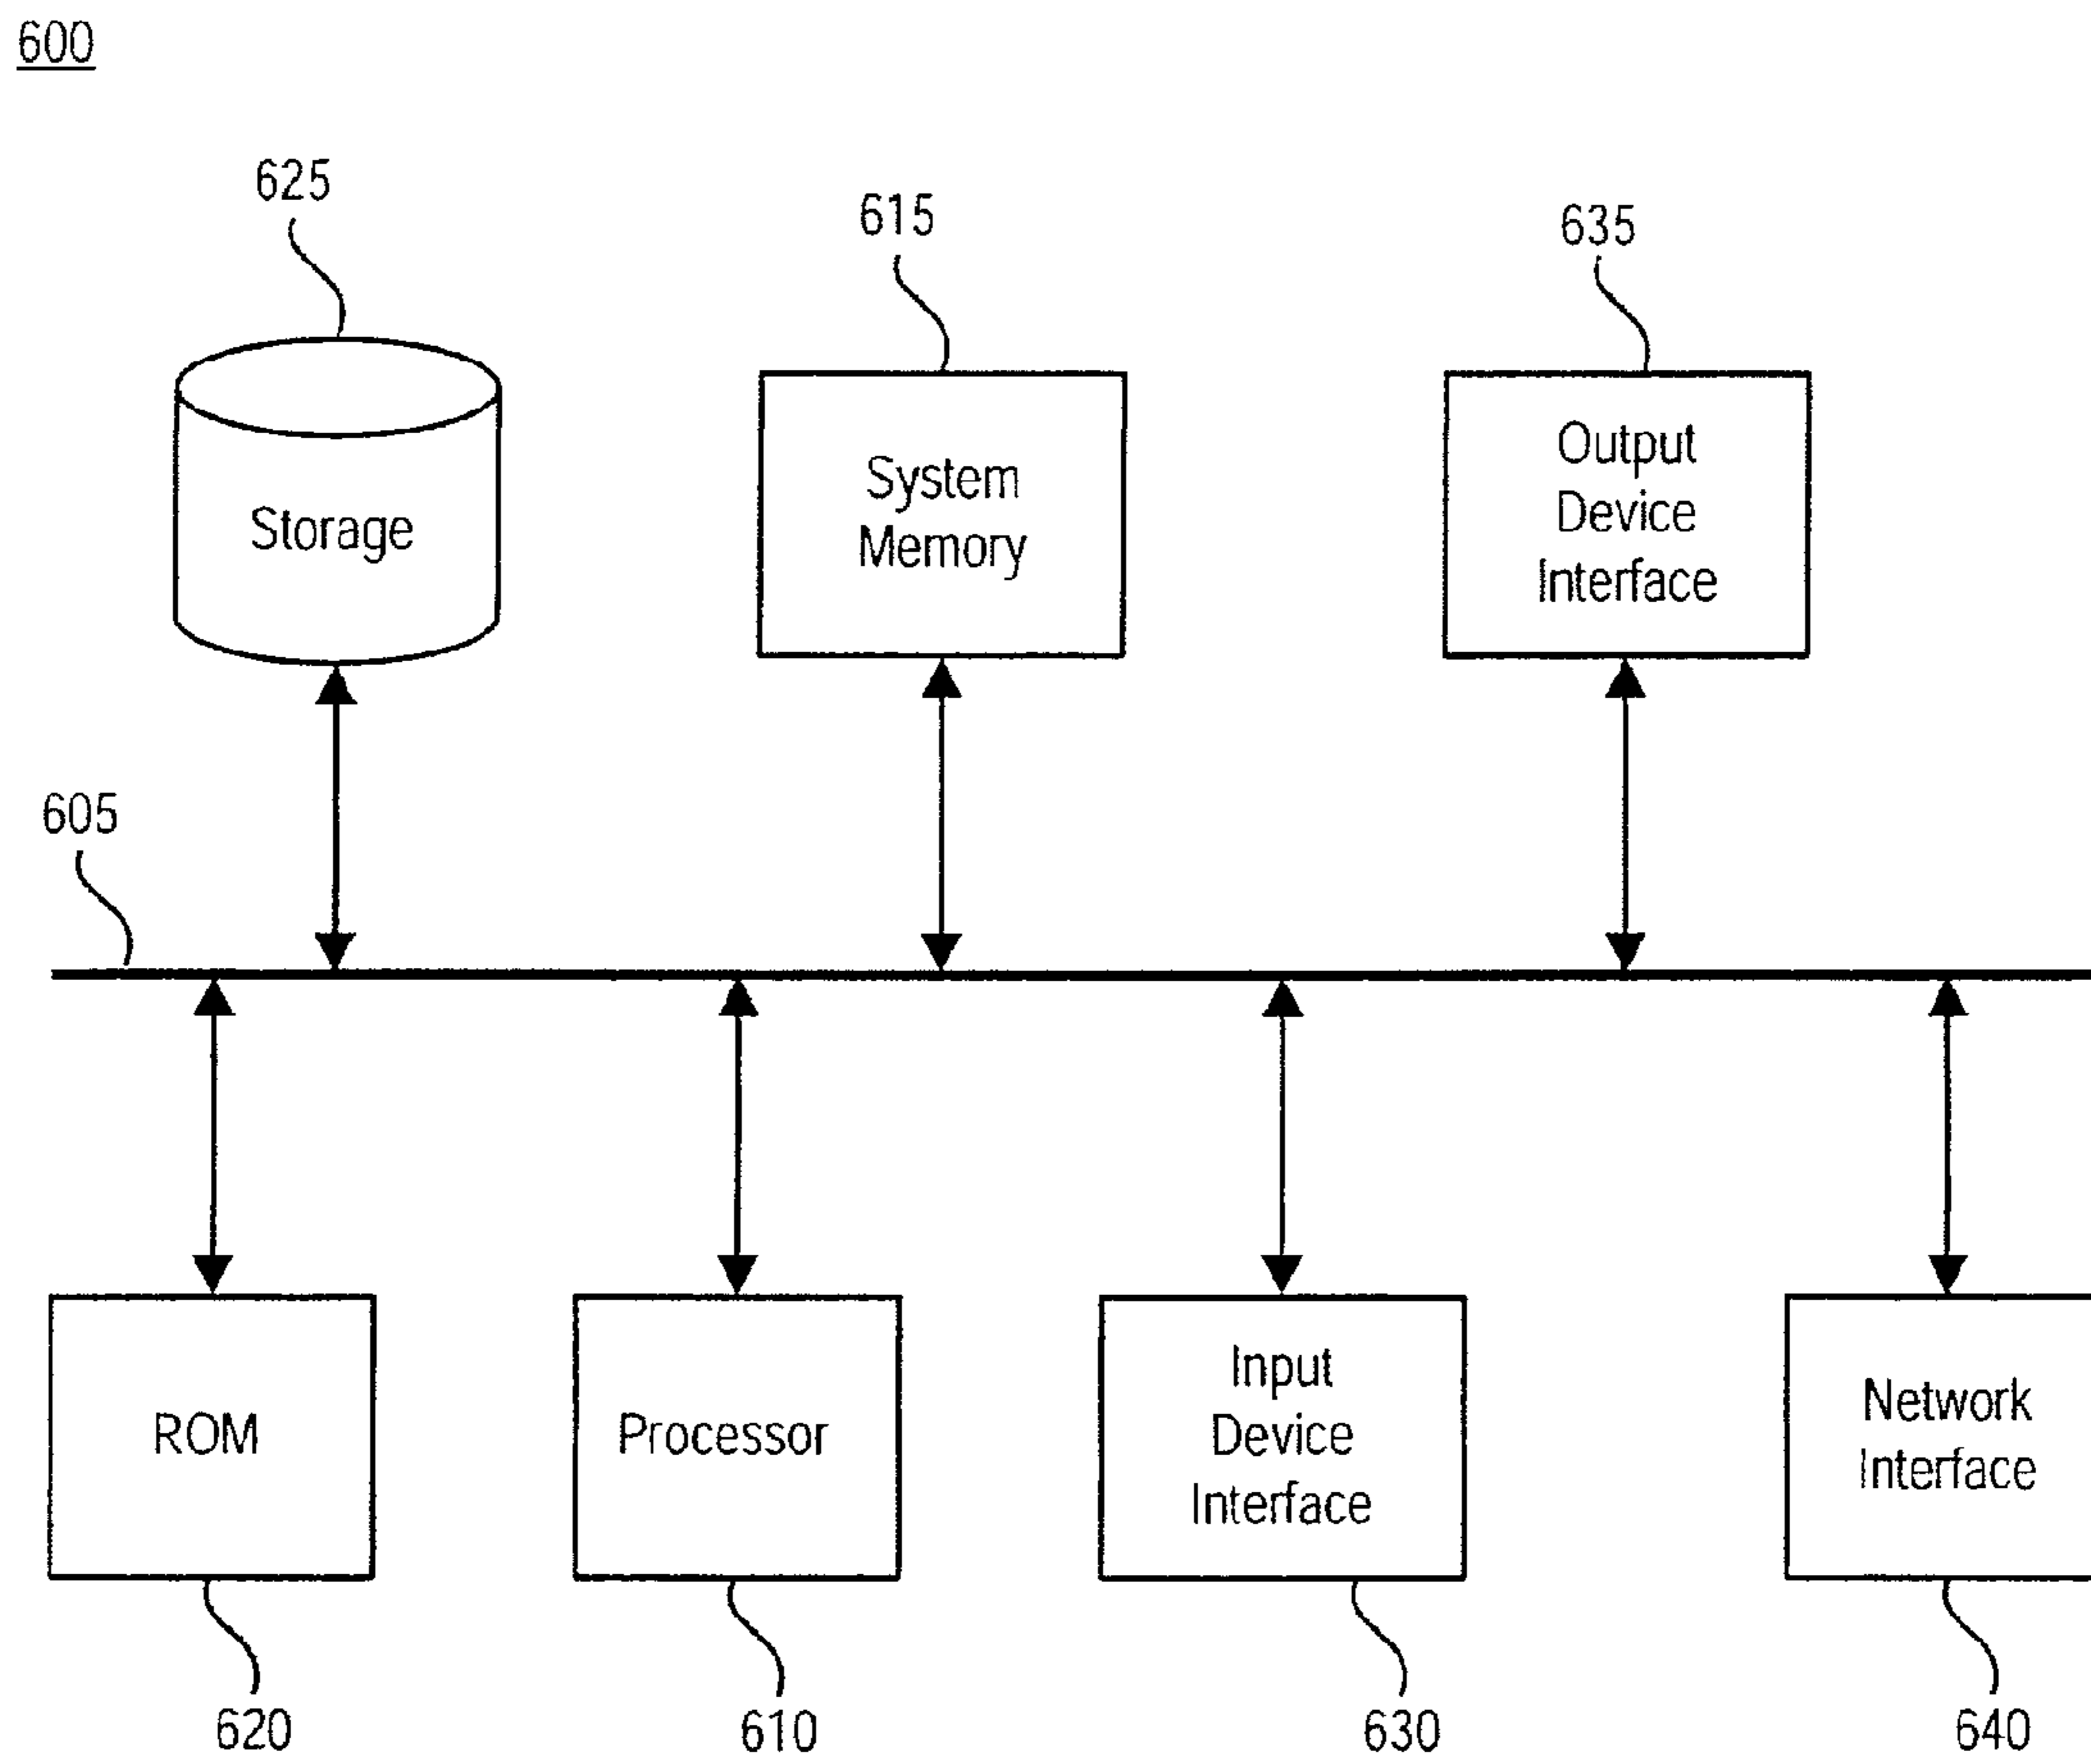 600
625
615
635
Storage
System
Memory
Output
Device
Interface
605
ROM
Processor
Input
Device
Interface
Network
Interface
620
610
630
640